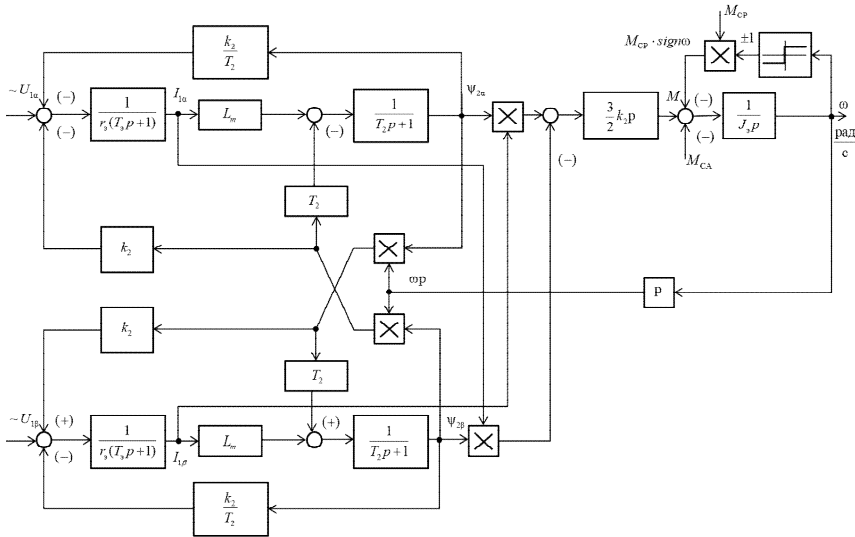 M_СР
k₂/T₂
M_СР · signω
±1
~U₁α
(−)
(−)
1/(r_э(T_э p+1))
I₁α
L_m
(−)
1/(T₂p+1)
ψ₂α
(−)
3/2 k₂p
M
(−)
(−)
M_СА
1/(J_э p)
ω
рад/с
T₂
k₂
ωp
P
k₂
T₂
~U₁β
(+)
(−)
1/(r_э(T_э p+1))
I₁β
L_m
(+)
1/(T₂p+1)
ψ₂β
k₂/T₂